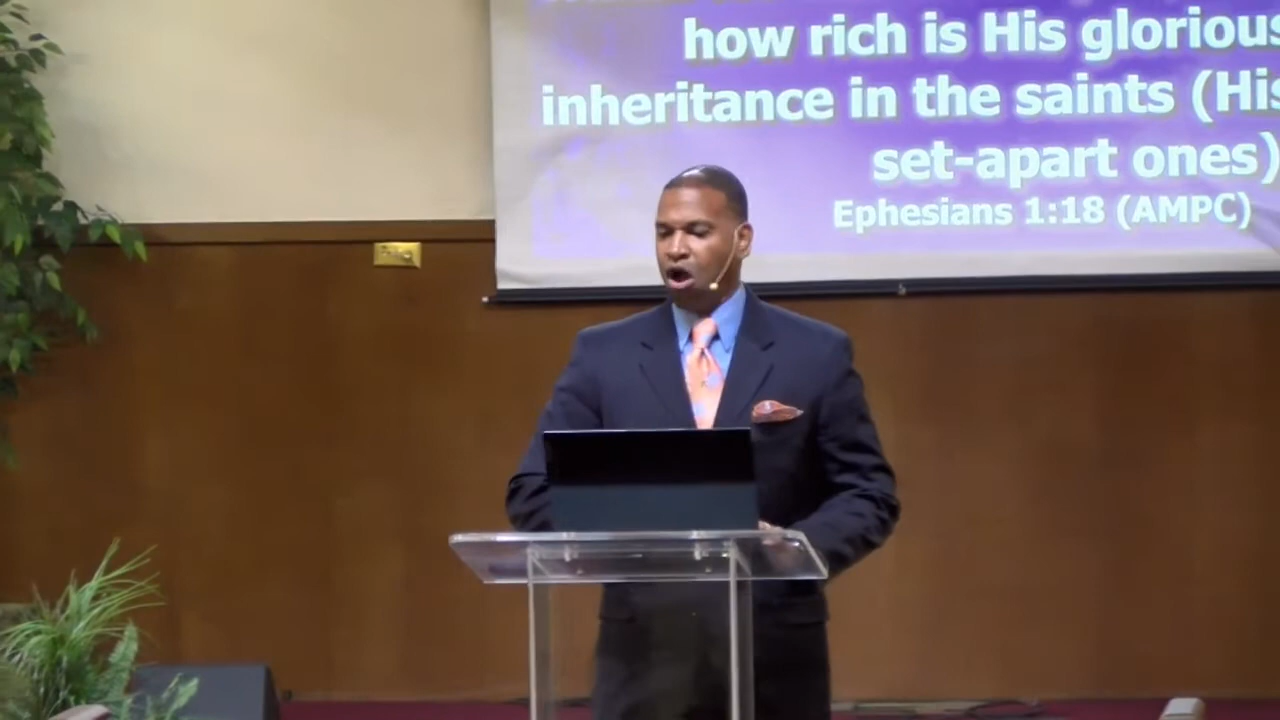 how rich is His glorious
inheritance in the saints (His
set-apart ones)
Ephesians 1:18 (AMPC)